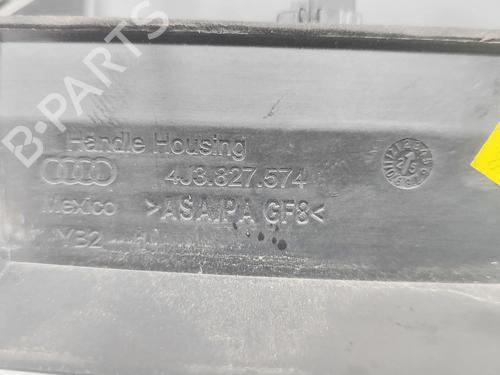 B-PARTS
Handle Housing
4J3.827.574
Mexico >ASA/PA GF8<
YB2